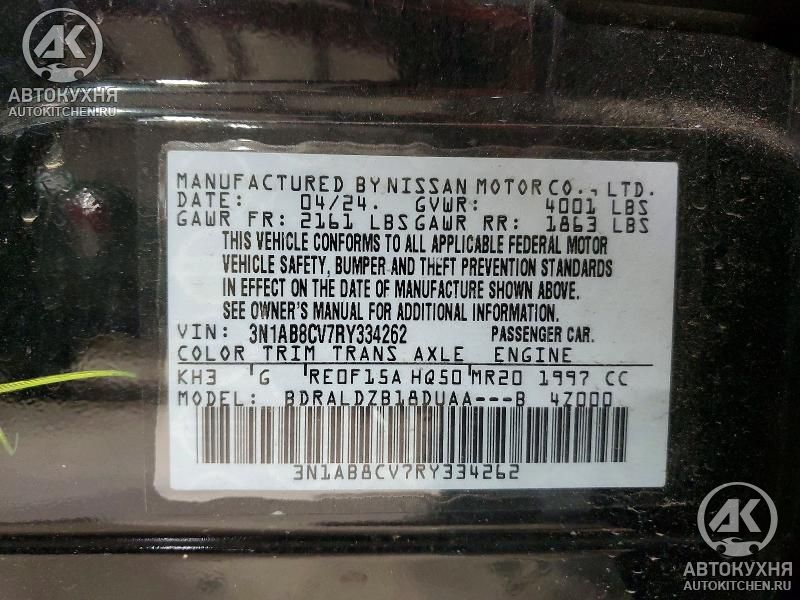 AK
АВТОКУХНЯ
AUTOKITCHEN.RU
MANUFACTURED BY NISSAN MOTOR CO., LTD.
DATE: 04/24. GVWR: 4001 LBS
GAWR FR: 2161 LBS GAWR RR: 1863 LBS
THIS VEHICLE CONFORMS TO ALL APPLICABLE FEDERAL MOTOR
VEHICLE SAFETY, BUMPER AND THEFT PREVENTION STANDARDS
IN EFFECT ON THE DATE OF MANUFACTURE SHOWN ABOVE.
SEE OWNER'S MANUAL FOR ADDITIONAL INFORMATION.
VIN: 3N1AB8CV7RY334262 PASSENGER CAR.
COLOR TRIM TRANS AXLE ENGINE
KH3 G RE0F15A HQ50 MR20 1997 CC
MODEL: BDRALDZB18DUAA---B 4Z000
3N1AB8CV7RY334262
AK
АВТОКУХНЯ
AUTOKITCHEN.RU